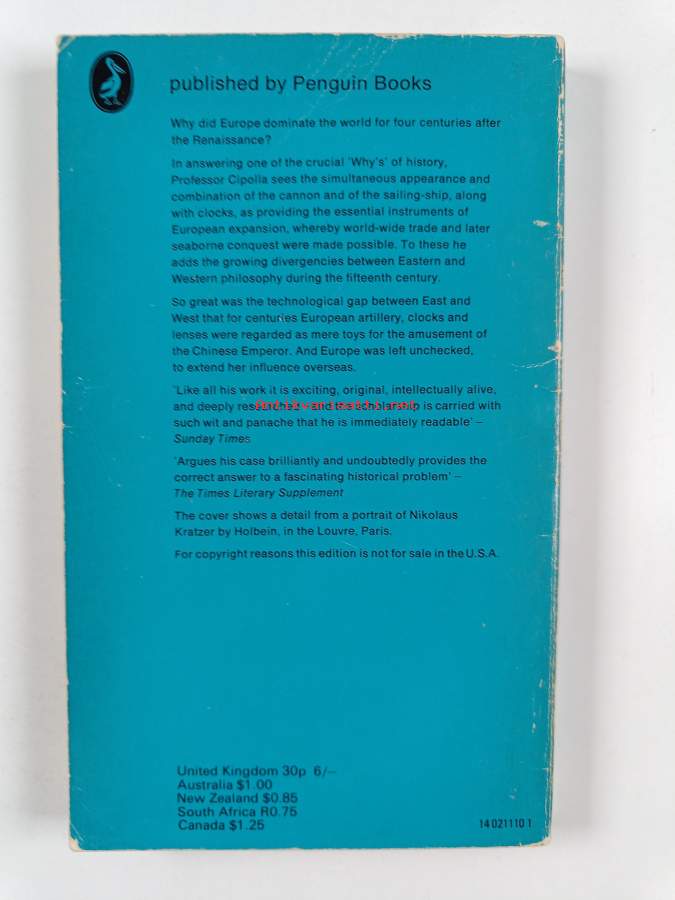 published by Penguin Books
Why did Europe dominate the world for four centuries after
the Renaissance?
In answering one of the crucial 'Why's' of history,
Professor Cipolla sees the simultaneous appearance and
combination of the cannon and of the sailing-ship, along
with clocks, as providing the essential instruments of
European expansion, whereby world-wide trade and later
seaborne conquest were made possible. To these he
adds the growing divergencies between Eastern and
Western philosophy during the fifteenth century.
So great was the technological gap between East and
West that for centuries European artillery, clocks and
lenses were regarded as mere toys for the amusement of
the Chinese Emperor. And Europe was left unchecked,
to extend her influence overseas.
'Like all his work it is exciting, original, intellectually alive,
and deeply researched – and its scholarship is carried with
such wit and panache that he is immediately readable' –
Sunday Times
'Argues his case brilliantly and undoubtedly provides the
correct answer to a fascinating historical problem' –
The Times Literary Supplement
The cover shows a detail from a portrait of Nikolaus
Kratzer by Holbein, in the Louvre, Paris.
For copyright reasons this edition is not for sale in the U.S.A.
United Kingdom 30p 6/–
Australia $1.00
New Zealand $0.85
South Africa R0.75
Canada $1.25
14 021110 1